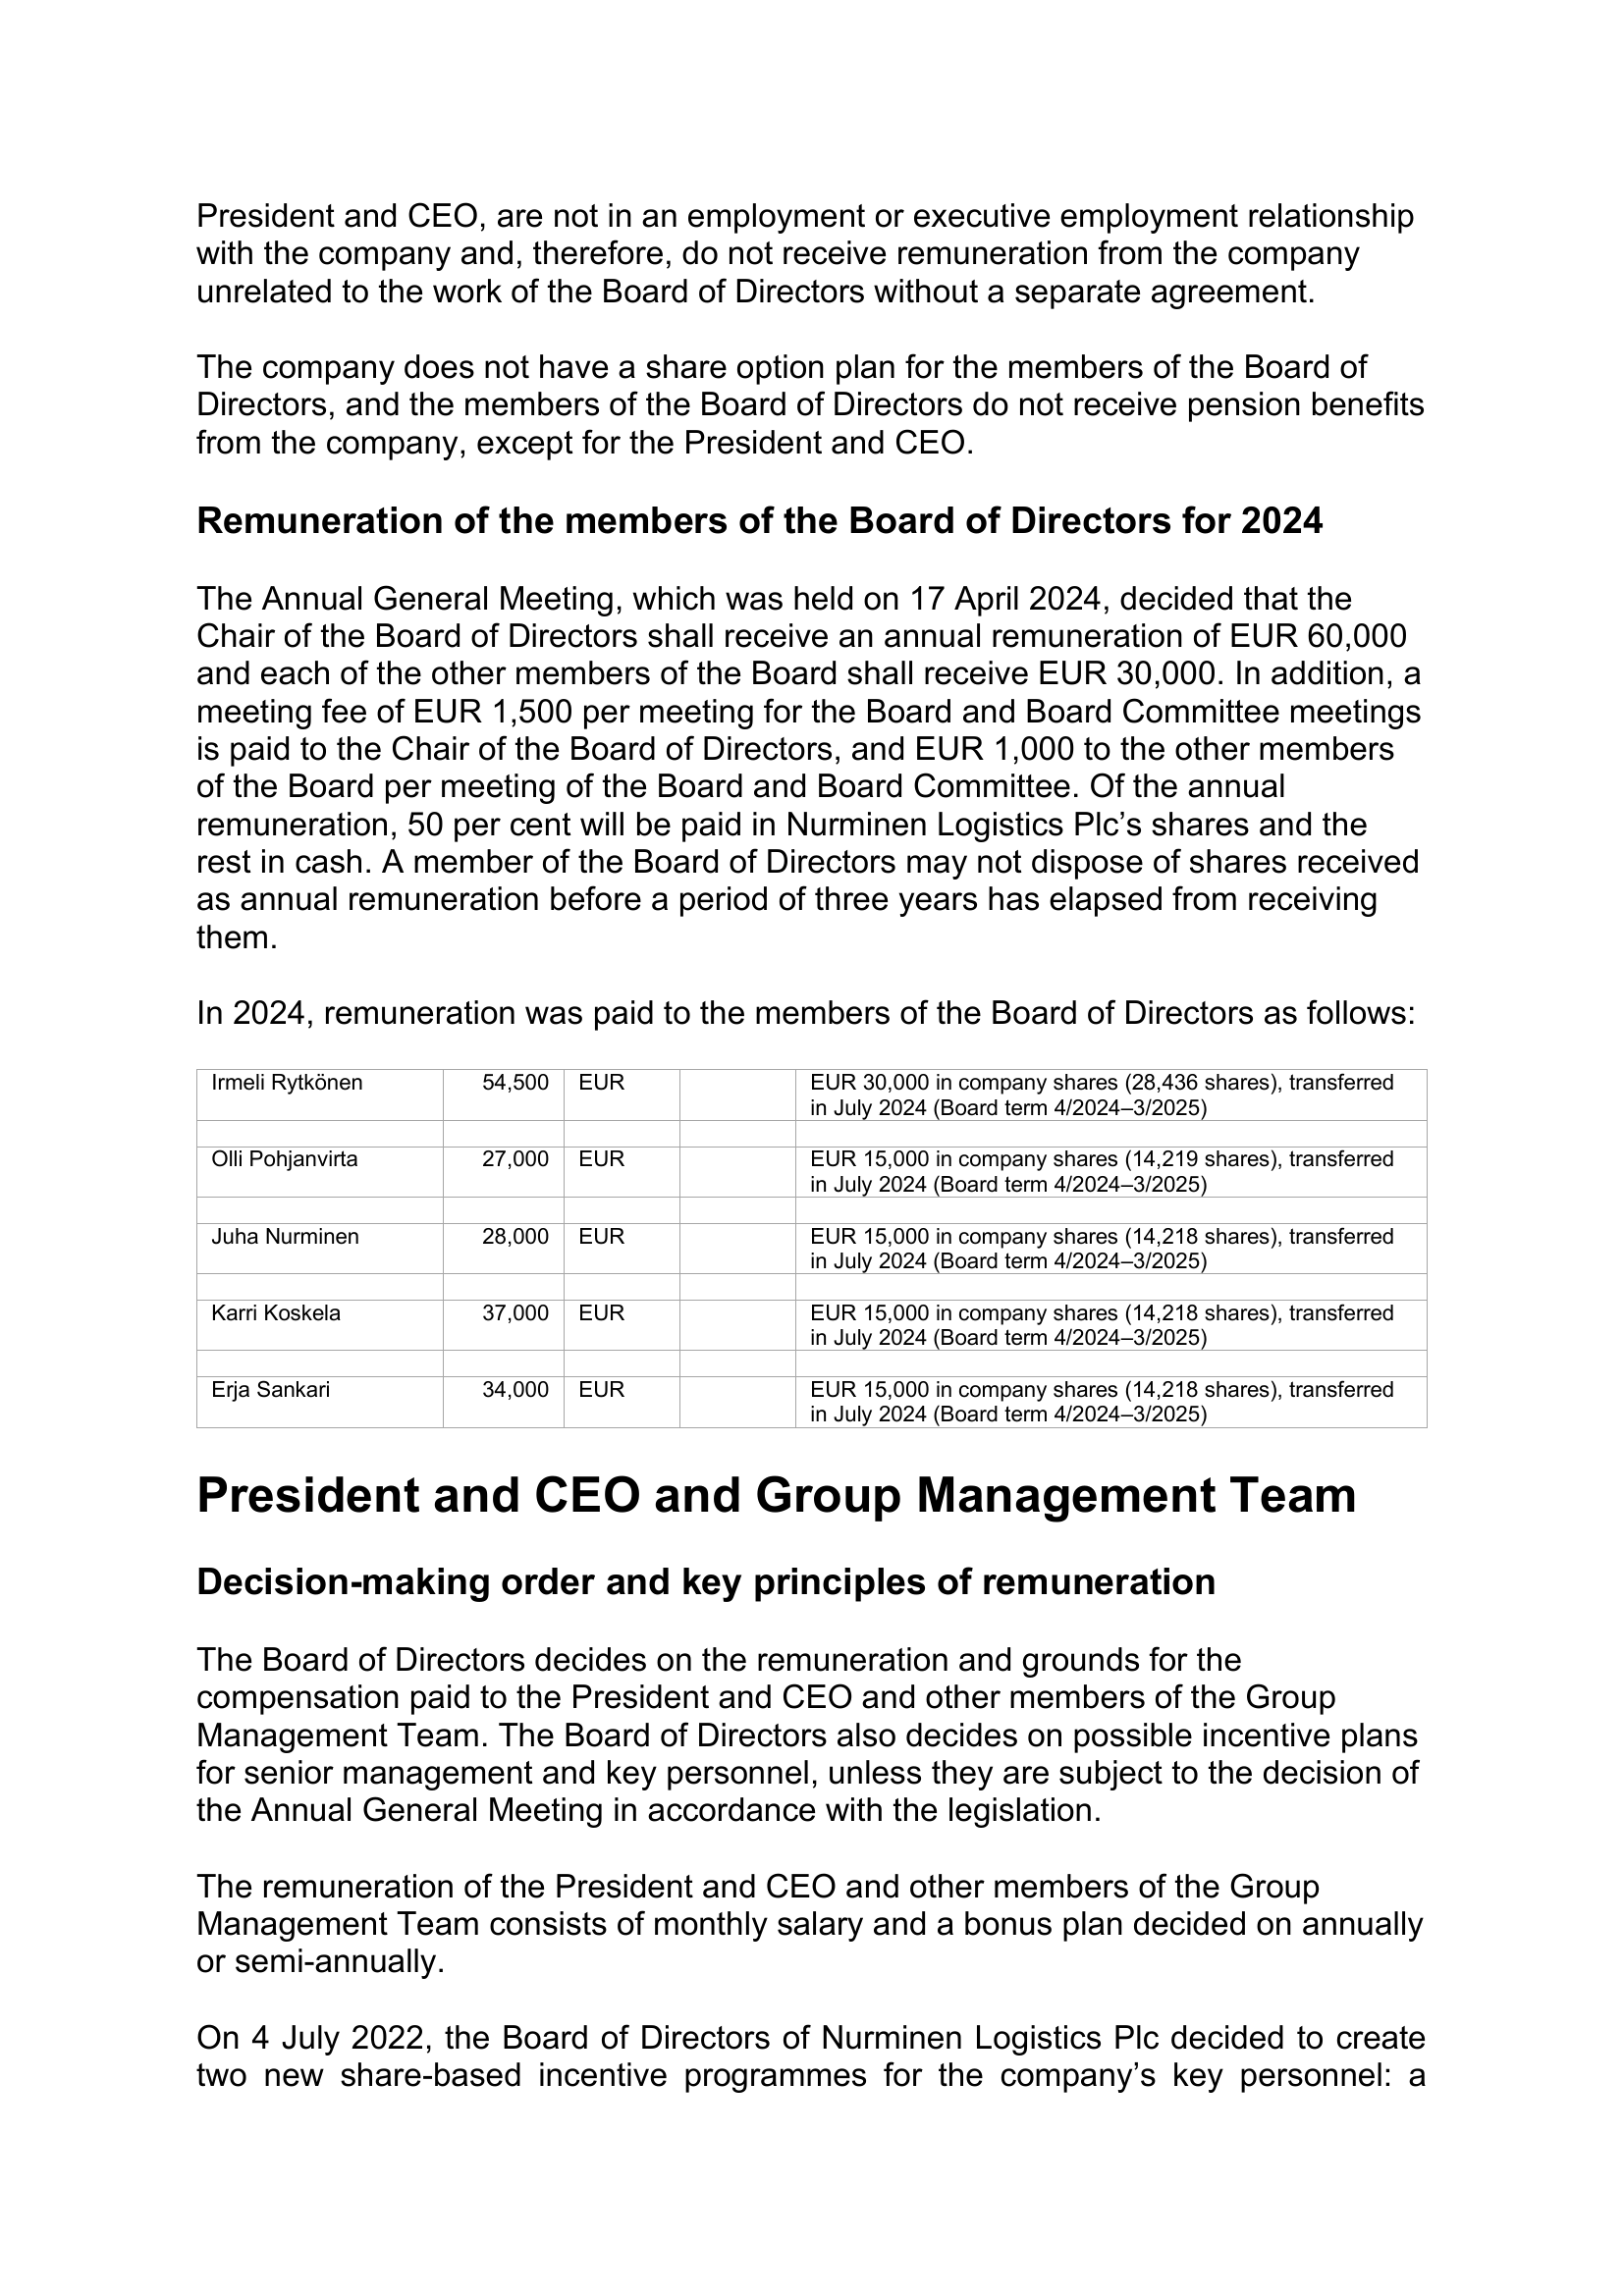 President and CEO, are not in an employment or executive employment relationship
with the company and, therefore, do not receive remuneration from the company
unrelated to the work of the Board of Directors without a separate agreement.
The company does not have a share option plan for the members of the Board of
Directors, and the members of the Board of Directors do not receive pension benefits
from the company, except for the President and CEO.
Remuneration of the members of the Board of Directors for 2024
The Annual General Meeting, which was held on 17 April 2024, decided that the
Chair of the Board of Directors shall receive an annual remuneration of EUR 60,000
and each of the other members of the Board shall receive EUR 30,000. In addition, a
meeting fee of EUR 1,500 per meeting for the Board and Board Committee meetings
is paid to the Chair of the Board of Directors, and EUR 1,000 to the other members
of the Board per meeting of the Board and Board Committee. Of the annual
remuneration, 50 per cent will be paid in Nurminen Logistics Plc’s shares and the
rest in cash. A member of the Board of Directors may not dispose of shares received
as annual remuneration before a period of three years has elapsed from receiving
them.
In 2024, remuneration was paid to the members of the Board of Directors as follows:
Irmeli Rytkönen 54,500 EUR EUR 30,000 in company shares (28,436 shares), transferred
in July 2024 (Board term 4/2024–3/2025)
Olli Pohjanvirta 27,000 EUR EUR 15,000 in company shares (14,219 shares), transferred
in July 2024 (Board term 4/2024–3/2025)
Juha Nurminen 28,000 EUR EUR 15,000 in company shares (14,218 shares), transferred
in July 2024 (Board term 4/2024–3/2025)
Karri Koskela 37,000 EUR EUR 15,000 in company shares (14,218 shares), transferred
in July 2024 (Board term 4/2024–3/2025)
Erja Sankari 34,000 EUR EUR 15,000 in company shares (14,218 shares), transferred
in July 2024 (Board term 4/2024–3/2025)
President and CEO and Group Management Team
Decision-making order and key principles of remuneration
The Board of Directors decides on the remuneration and grounds for the
compensation paid to the President and CEO and other members of the Group
Management Team. The Board of Directors also decides on possible incentive plans
for senior management and key personnel, unless they are subject to the decision of
the Annual General Meeting in accordance with the legislation.
The remuneration of the President and CEO and other members of the Group
Management Team consists of monthly salary and a bonus plan decided on annually
or semi-annually.
On 4 July 2022, the Board of Directors of Nurminen Logistics Plc decided to create
two new share-based incentive programmes for the company’s key personnel: a